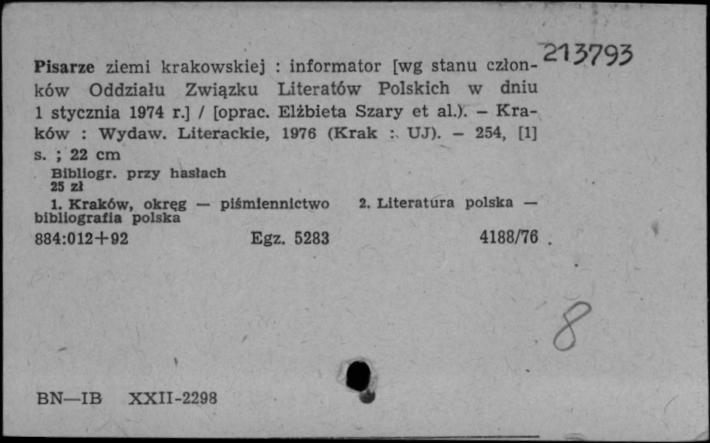 213793
Pisarze ziemi krakowskiej : informator [wg stanu człon-
ków Oddziału Związku Literatów Polskich w dniu
1 stycznia 1974 r.] / [oprac. Elżbieta Szary et al.). — Kra-
ków : Wydaw. Literackie, 1976 (Krak : UJ). — 254, [1]
s. ; 22 cm
Bibliogr. przy hasłach
25 zł
1. Kraków, okręg — piśmiennictwo 2. Literatura polska —
bibliografia polska
884:012+92 Egz. 5283 4188/76 .
8
BN—IB XXII-2298